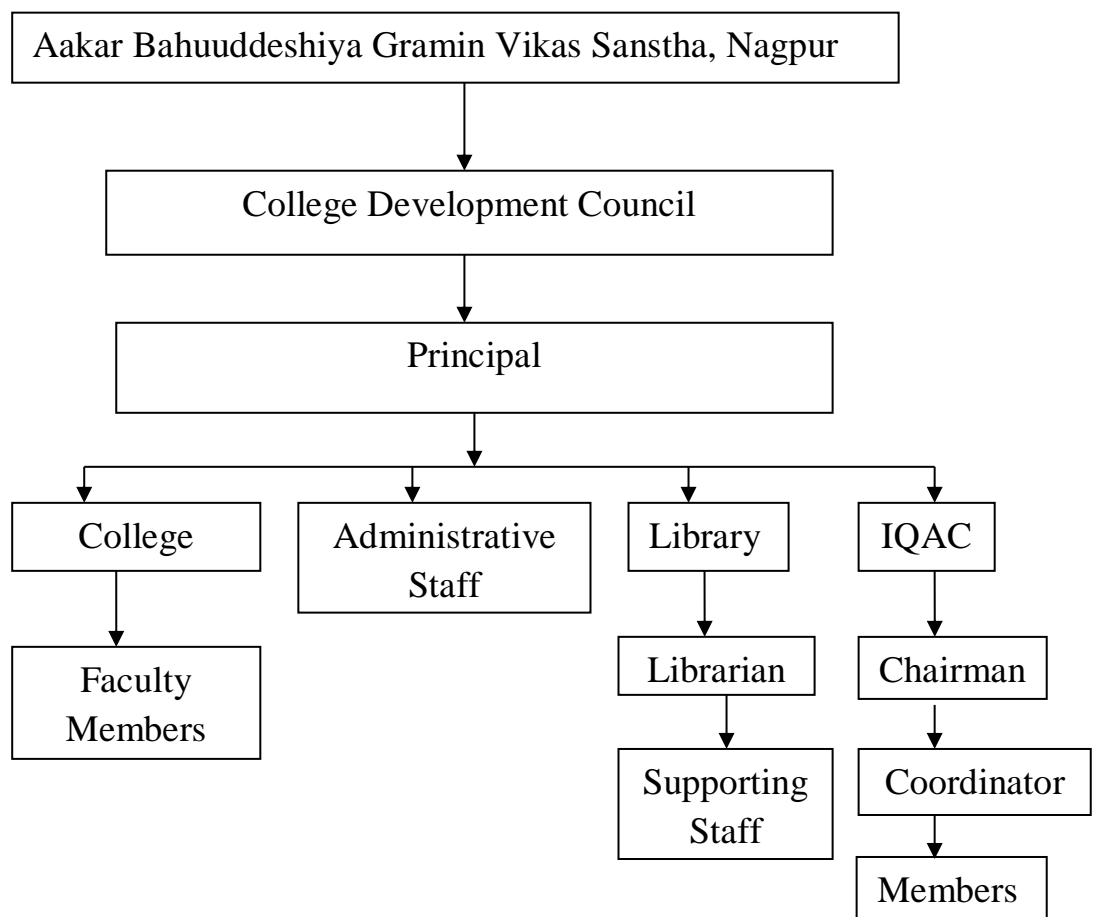 Aakar Bahuuddeshiya Gramin Vikas Sanstha, Nagpur
College Development Council
Principal
College
Administrative
Staff
Library
IQAC
Faculty
Members
Librarian
Chairman
Supporting
Staff
Coordinator
Members